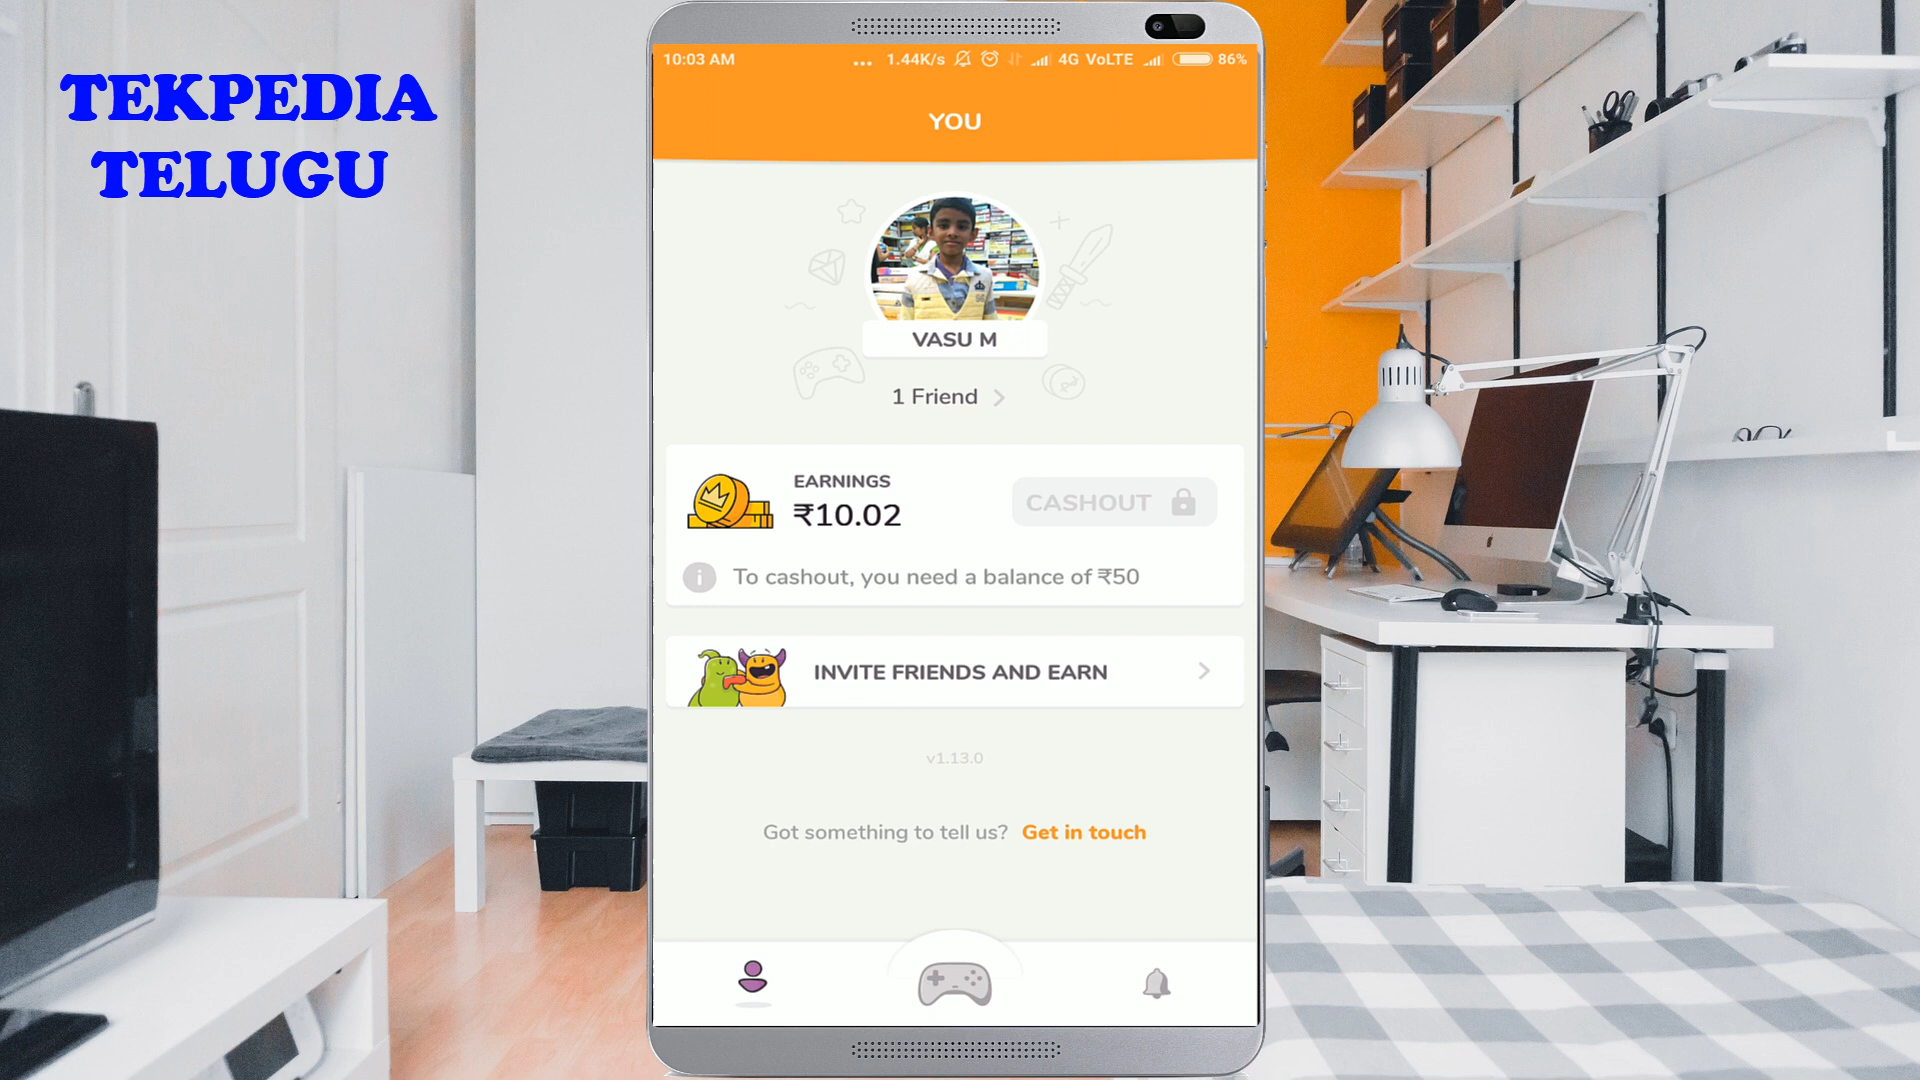 TEKPEDIA
TELUGU
10:03 AM
... 1.44K/s 4G VoLTE 86%
YOU
VASU M
1 Friend
EARNINGS
₹10.02
CASHOUT
To cashout, you need a balance of ₹50
INVITE FRIENDS AND EARN
v1.13.0
Got something to tell us? Get in touch